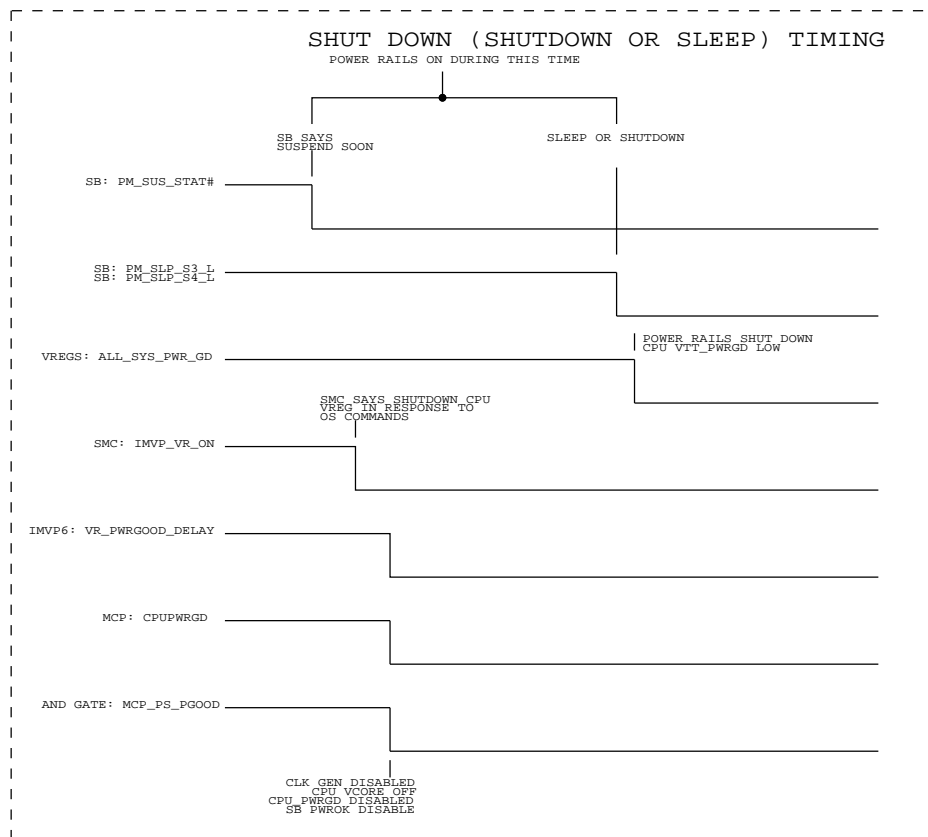 SHUT DOWN (SHUTDOWN OR SLEEP) TIMING
POWER RAILS ON DURING THIS TIME
SB SAYS
SUSPEND SOON
SLEEP OR SHUTDOWN
SB: PM_SUS_STAT#
SB: PM_SLP_S3_L
SB: PM_SLP_S4_L
POWER RAILS SHUT DOWN
CPU VTT_PWRGD LOW
VREGS: ALL_SYS_PWR_GD
SMC SAYS SHUTDOWN CPU
VREG IN RESPONSE TO
OS COMMANDS
SMC: IMVP_VR_ON
IMVP6: VR_PWRGOOD_DELAY
MCP: CPUPWRGD
AND GATE: MCP_PS_PGOOD
CLK GEN DISABLED
CPU VCORE OFF
CPU_PWRGD DISABLED
SB PWROK DISABLE